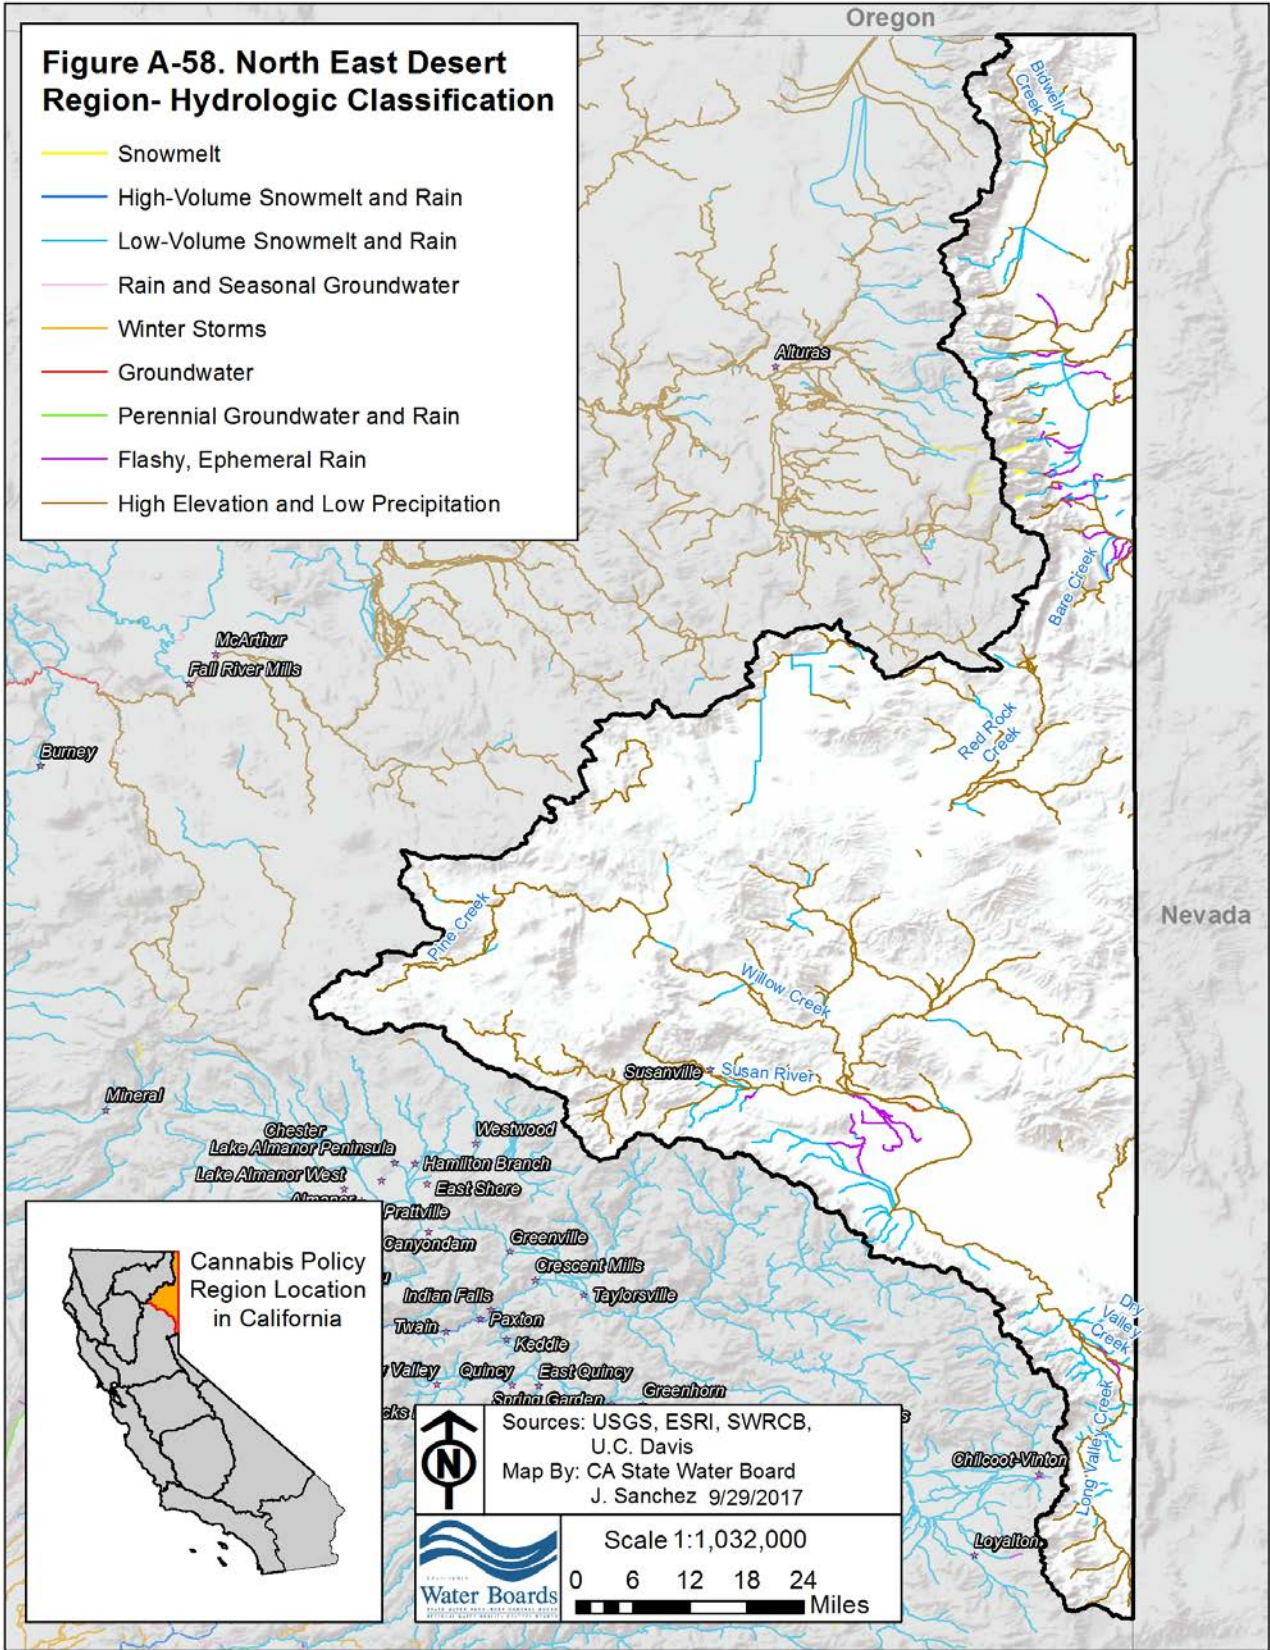 Oregon
Figure A-58. North East Desert
Region- Hydrologic Classification
Snowmelt
High-Volume Snowmelt and Rain
Low-Volume Snowmelt and Rain
Rain and Seasonal Groundwater
Winter Storms
Groundwater
Perennial Groundwater and Rain
Flashy, Ephemeral Rain
High Elevation and Low Precipitation
Bidwell
Creek
Alturas
Bare Creek
McArthur
Fall River Mills
Burney
Red Rock
Creek
Nevada
Pine Creek
Willow Creek
Susanville
Susan River
Mineral
Chester
Westwood
Lake Almanor Peninsula
Hamilton Branch
Lake Almanor West
East Shore
Almanor
Prattville
Canyondam
Greenville
Crescent Mills
Indian Falls
Taylorsville
Twain
Paxton
Keddie
Valley
Quincy
East Quincy
Spring Garden
Greenhorn
Dry
Valley
Creek
Long Valley Creek
Chilcoot-Vinton
Loyalton
Cannabis Policy
Region Location
in California
N
Sources: USGS, ESRI, SWRCB,
U.C. Davis
Map By: CA State Water Board
J. Sanchez 9/29/2017
Water Boards
Scale 1:1,032,000
0 6 12 18 24
Miles